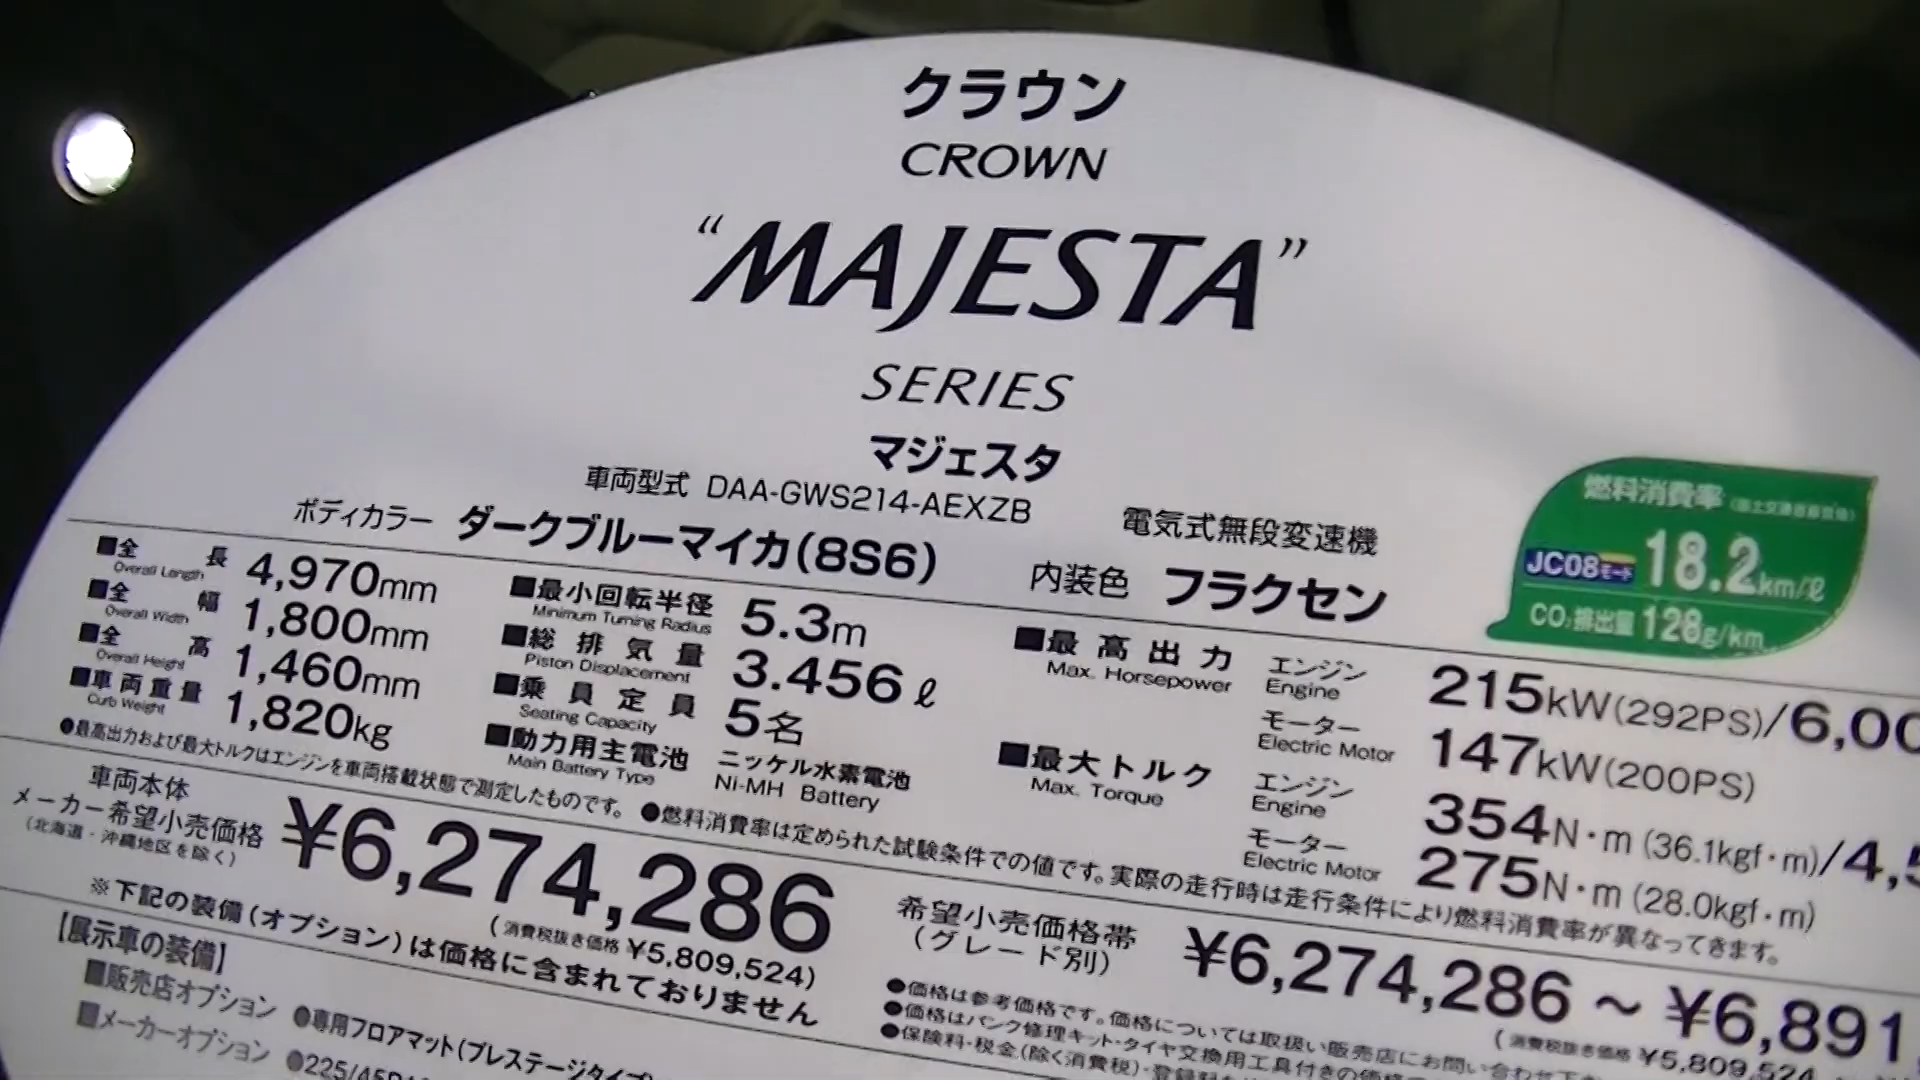 クラウン
CROWN
“MAJESTA”
SERIES
マジェスタ
車両型式 DAA-GWS214-AEXZB 電気式無段変速機
ボディカラー ダークブルーマイカ(8S6) 内装色 フラクセン
燃料消費率
JC08モード 18.2km/ℓ
CO₂排出量 128g/km
■全長 4,970mm
Overall Length
■全幅 1,800mm
Overall Width
■全高 1,460mm
Overall Height
■車両重量 1,820kg
Curb Weight
■最小回転半径 5.3m
Minimum Turning Radius
■総排気量 3.456ℓ
Piston Displacement
■乗員定員 5名
Seating Capacity
■動力用主電池 ニッケル水素電池
Main Battery Type Ni-MH Battery
■最高出力 エンジン 215kW(292PS)/6,00
Max. Horsepower Engine
モーター 147kW(200PS)
Electric Motor
■最大トルク エンジン 354N・m(36.1kgf・m)/4,5
Max. Torque Engine
モーター 275N・m(28.0kgf・m)
Electric Motor
●最高出力および最大トルクはエンジンを車両搭載状態で測定したものです。 ●燃料消費率は定められた試験条件での値です。実際の走行時は走行条件により燃料消費率が異なってきます。
車両本体
メーカー希望小売価格 ¥6,274,286
(北海道・沖縄地区を除く)
(消費税抜き価格 ¥5,809,524)
※下記の装備(オプション)は価格に含まれておりません
【展示車の装備】
■販売店オプション ●専用フロアマット(プレステージタイプ)
■メーカーオプション ●225/45R
希望小売価格帯 ¥6,274,286 ～ ¥6,891,
(グレード別)
(消費税抜き価格 ¥5,809,524
●価格は参考価格です。価格については取扱い販売店にお問い合わせ下
●価格はパンク修理キット・タイヤ交換用工具付きの価格
●保険料・税金(除く消費税)・登録料